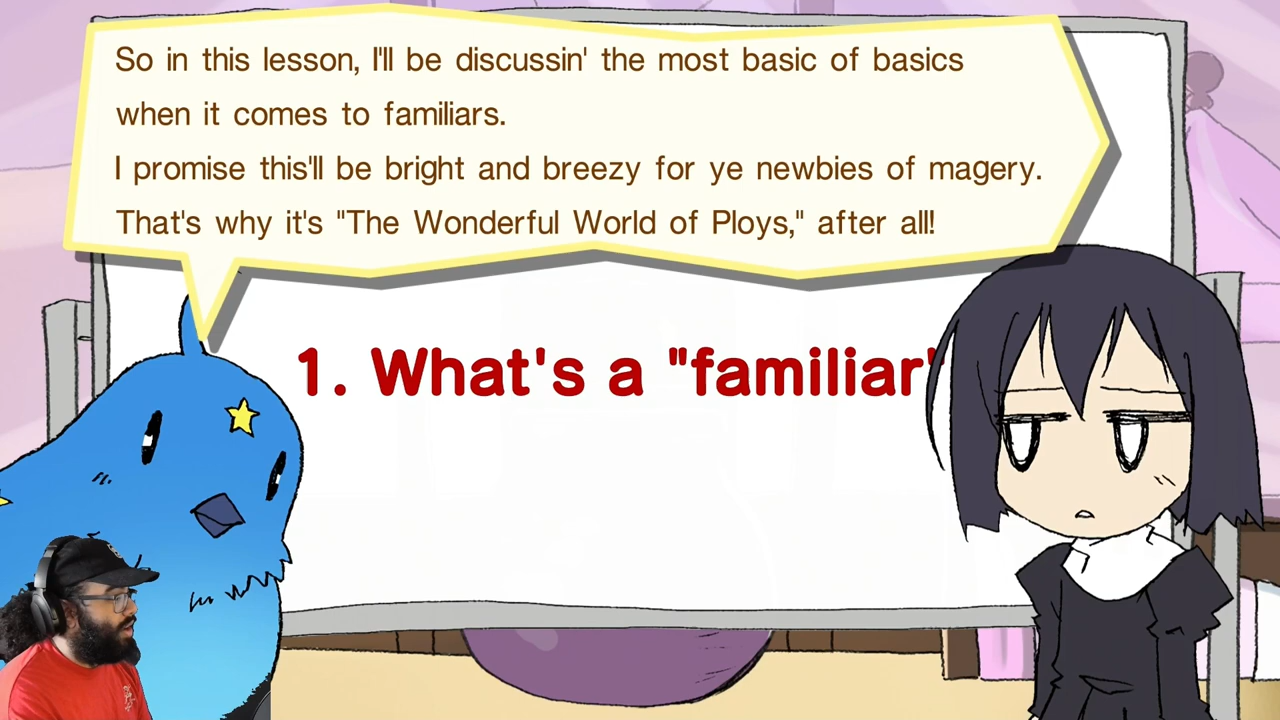 So in this lesson, I'll be discussin' the most basic of basics
when it comes to familiars.
I promise this'll be bright and breezy for ye newbies of magery.
That's why it's "The Wonderful World of Ploys," after all!
1. What's a "familiar"